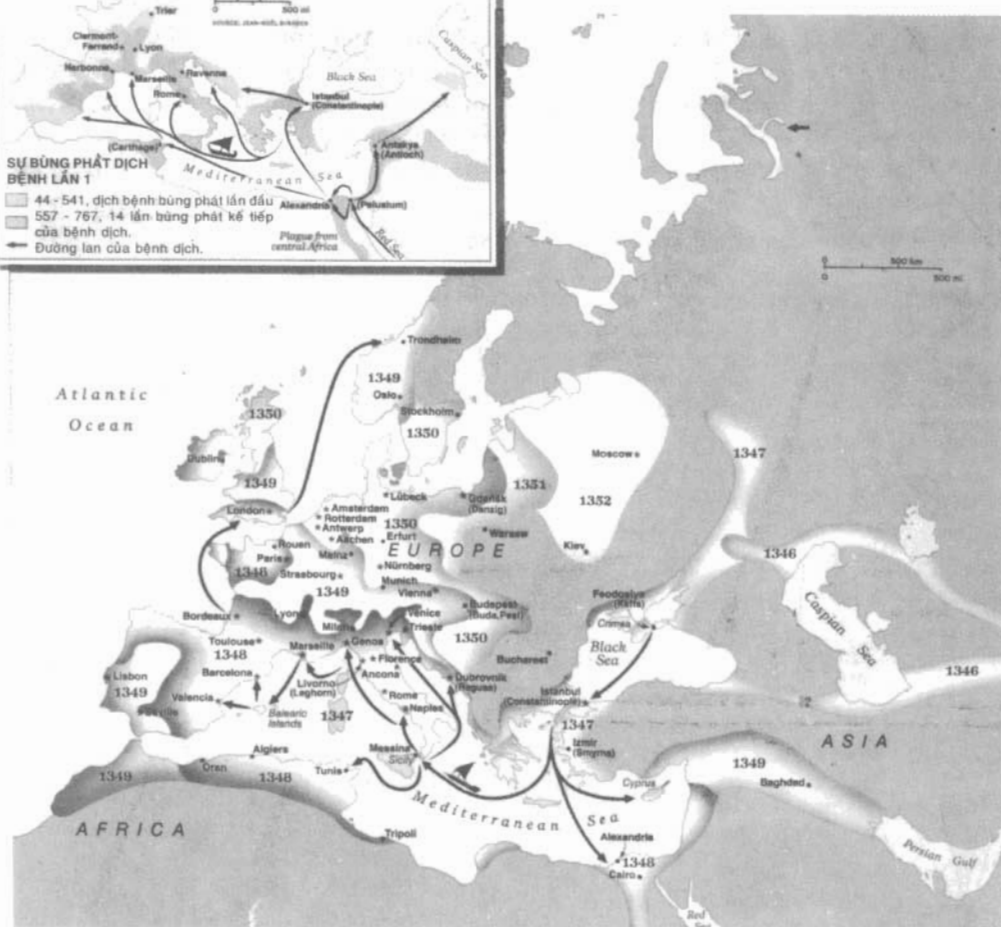 Trier
500 mi
Clermont-
Ferrand
Lyon
Narbonne
Marseille
Ravenna
Rome
Black Sea
Caspian Sea
Istanbul
(Constantinople)
(Carthage)
Antakya
(Antioch)
Mediterranean Sea
Alexandria
(Pelusium)
Plague from
central Africa
Red Sea
SỰ BÙNG PHÁT DỊCH
BỆNH LẦN 1
44 - 541, dịch bệnh bùng phát lần đầu
557 - 767, 14 lần bùng phát kế tiếp
của bệnh dịch.
Đường lan của bệnh dịch.
0 500 km
0 500 mi
Atlantic
Ocean
Trondheim
1349
Oslo
Stockholm
1350
1350
Dublin
1349
London
Moscow
1347
1351
1352
Lübeck
Gdańsk
(Danzig)
Amsterdam
Rotterdam
Antwerp
Aachen
1350
Erfurt
Warsaw
EUROPE
Kiev
1346
Rouen
Paris
1348
Mainz
Nürnberg
Strasbourg
1349
Munich
Vienna
Budapest
(Buda, Pest)
Feodosiya
(Kaffa)
Crimea
Caspian Sea
Bordeaux
Lyon
Milan
Venice
Trieste
1350
Black
Sea
Toulouse
1348
Marseille
Genoa
Bucharest
1346
Lisbon
1349
Barcelona
Livorno
(Leghorn)
Florence
Ancona
Dubrovnik
(Raguse)
Istanbul
(Constantinople)
Valencia
Seville
Balearic
Islands
1347
Rome
Naples
1347
Izmir
(Smyrna)
ASIA
Algiers
Messina
Sicily
1349
Baghdad
1349
Oran
1348
Tunis
Cyprus
Mediterranean Sea
AFRICA
Tripoli
Alexandria
1348
Cairo
Persian Gulf
Red